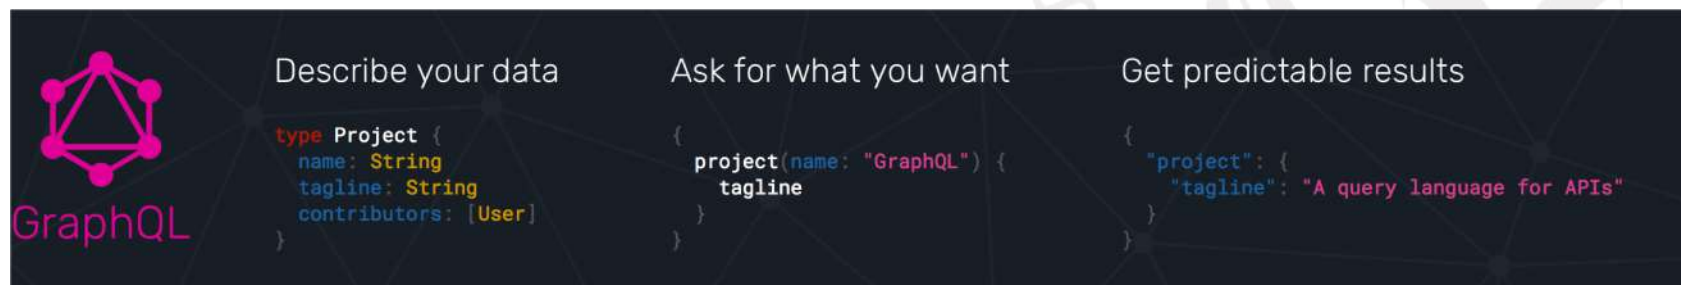 GraphQL
Describe your data
type Project {
  name: String
  tagline: String
  contributors: [User]
}
Ask for what you want
{
  project(name: "GraphQL") {
    tagline
  }
}
Get predictable results
{
  "project": {
    "tagline": "A query language for APIs"
  }
}